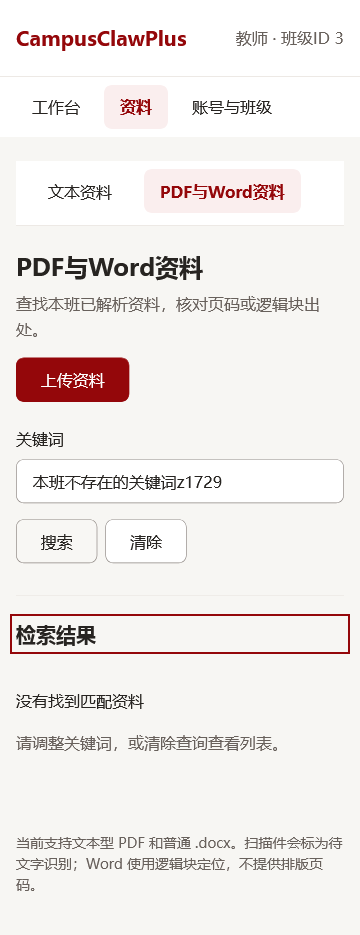 CampusClawPlus
教师 · 班级ID 3
工作台 资料 账号与班级
文本资料 PDF与Word资料
PDF与Word资料
查找本班已解析资料，核对页码或逻辑块出
处。
上传资料
关键词
本班不存在的关键词z1729
搜索 清除
检索结果
没有找到匹配资料
请调整关键词，或清除查询查看列表。
当前支持文本型 PDF 和普通 .docx。扫描件会标为待
文字识别；Word 使用逻辑块定位，不提供排版页
码。